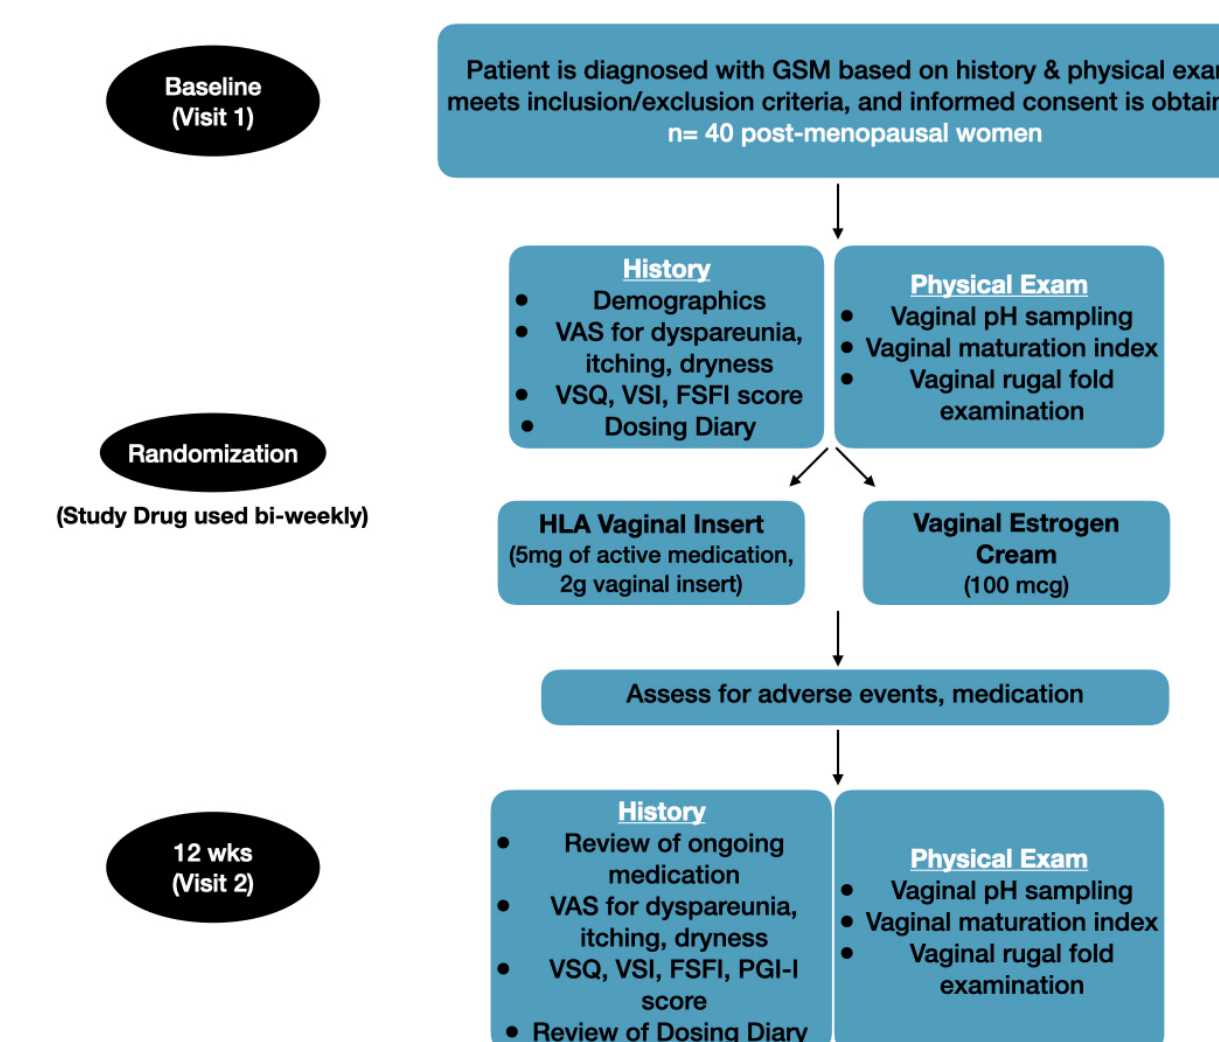 Baseline
(Visit 1)
Patient is diagnosed with GSM based on history & physical
meets inclusion/exclusion criteria, and informed consent is
n= 40 post-menopausal women
History
• Demographics
• VAS for dyspareunia,
itching, dryness
• VSQ, VSI, FSFI score
• Dosing Diary
Physical Exam
• Vaginal pH sampling
• Vaginal maturation index
• Vaginal rugal fold
examination
Randomization
(Study Drug used bi-weekly)
HLA Vaginal Insert
(5mg of active medication,
2g vaginal insert)
Vaginal Estrogen
Cream
(100 mcg)
Assess for adverse events, medication
12 wks
(Visit 2)
History
• Review of ongoing
medication
• VAS for dyspareunia,
itching, dryness
• VSQ, VSI, FSFI, PGI-I
score
• Review of Dosing Diary
Physical Exam
• Vaginal pH sampling
• Vaginal maturation index
• Vaginal rugal fold
examination